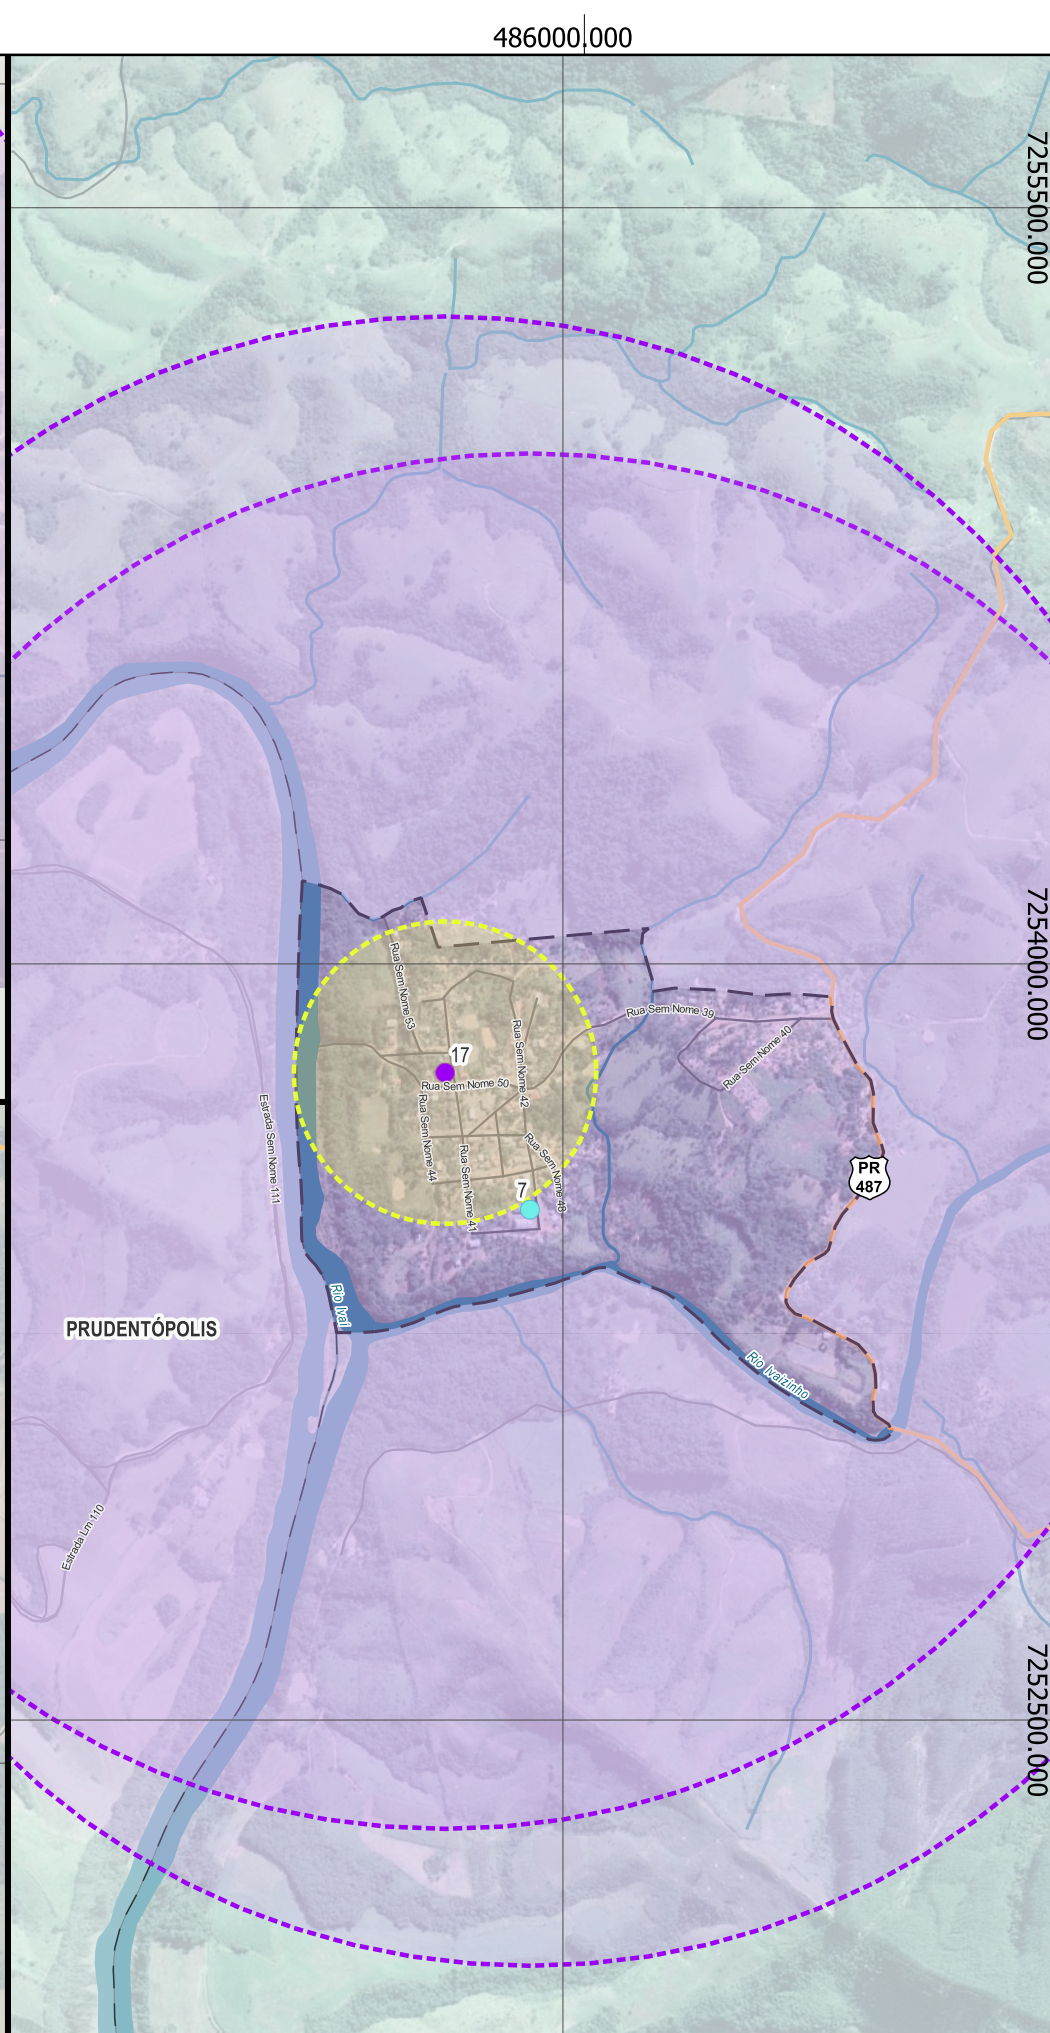 486000.000
7255500.000
7254000.000
Rua Sem Nome 53
Rua Sem Nome 39
Rua Sem Nome 40
17
Rua Sem Nome 42
Rua Sem Nome 50
Estrada Sem Nome 111
Rua Sem Nome 44
Rua Sem Nome 41
Rua Sem Nome 48
PR
487
7
Rio Ivaí
PRUDENTÓPOLIS
Rio Ivaizinho
Estrada Lm 110
7252500.000